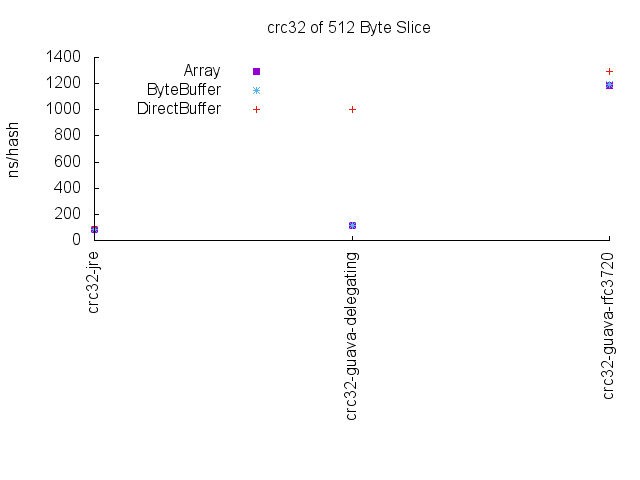 crc32 of 512 Byte Slice
ns/hash
1400
1200
1000
800
600
400
200
0
Array
ByteBuffer
DirectBuffer
crc32-jre
crc32-guava-delegating
crc32-guava-rfc3720